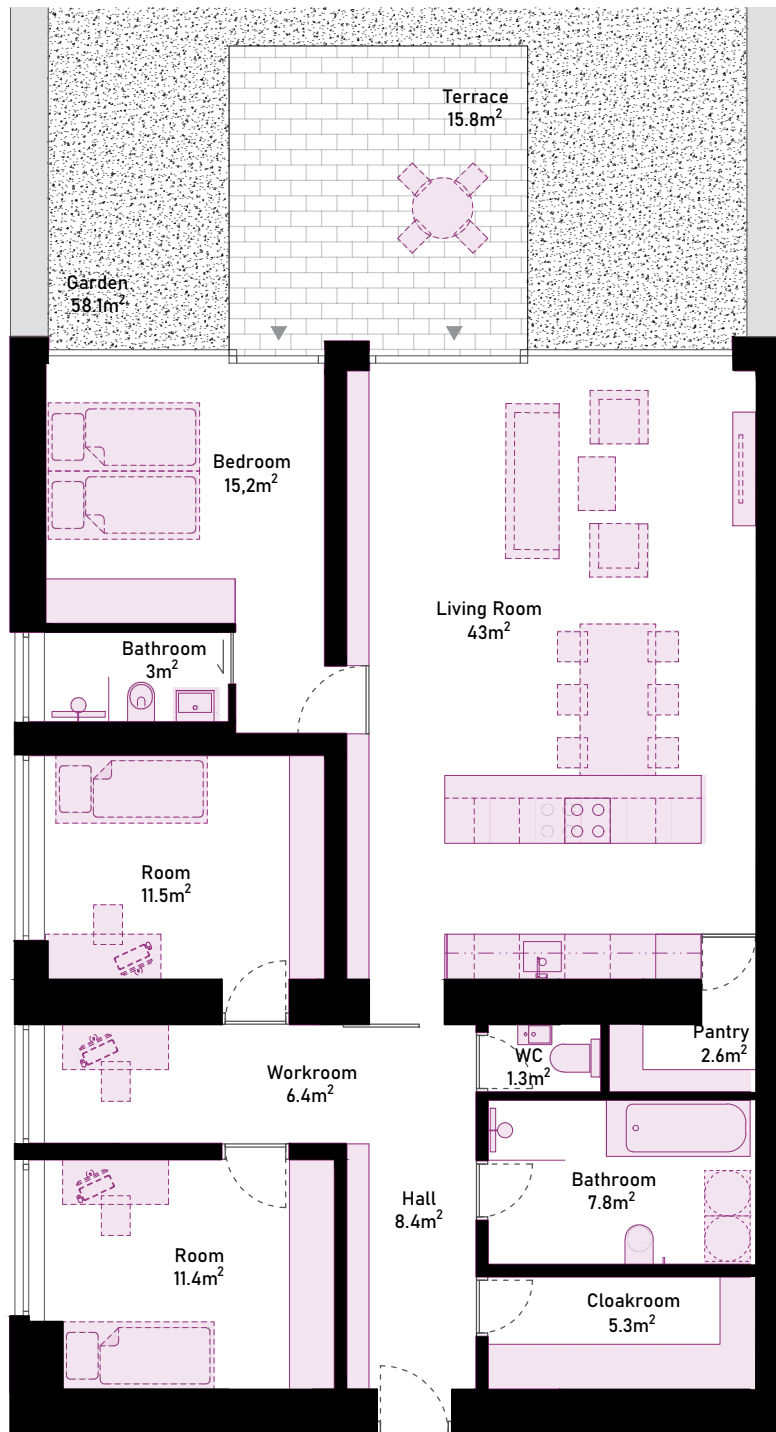 Terrace
15.8m²
Garden
58.1m²
Bedroom
15,2m²
Living Room
43m²
Bathroom
3m²
Room
11.5m²
Pantry
2.6m²
WC
1.3m²
Workroom
6.4m²
Bathroom
7.8m²
Hall
8.4m²
Room
11.4m²
Cloakroom
5.3m²